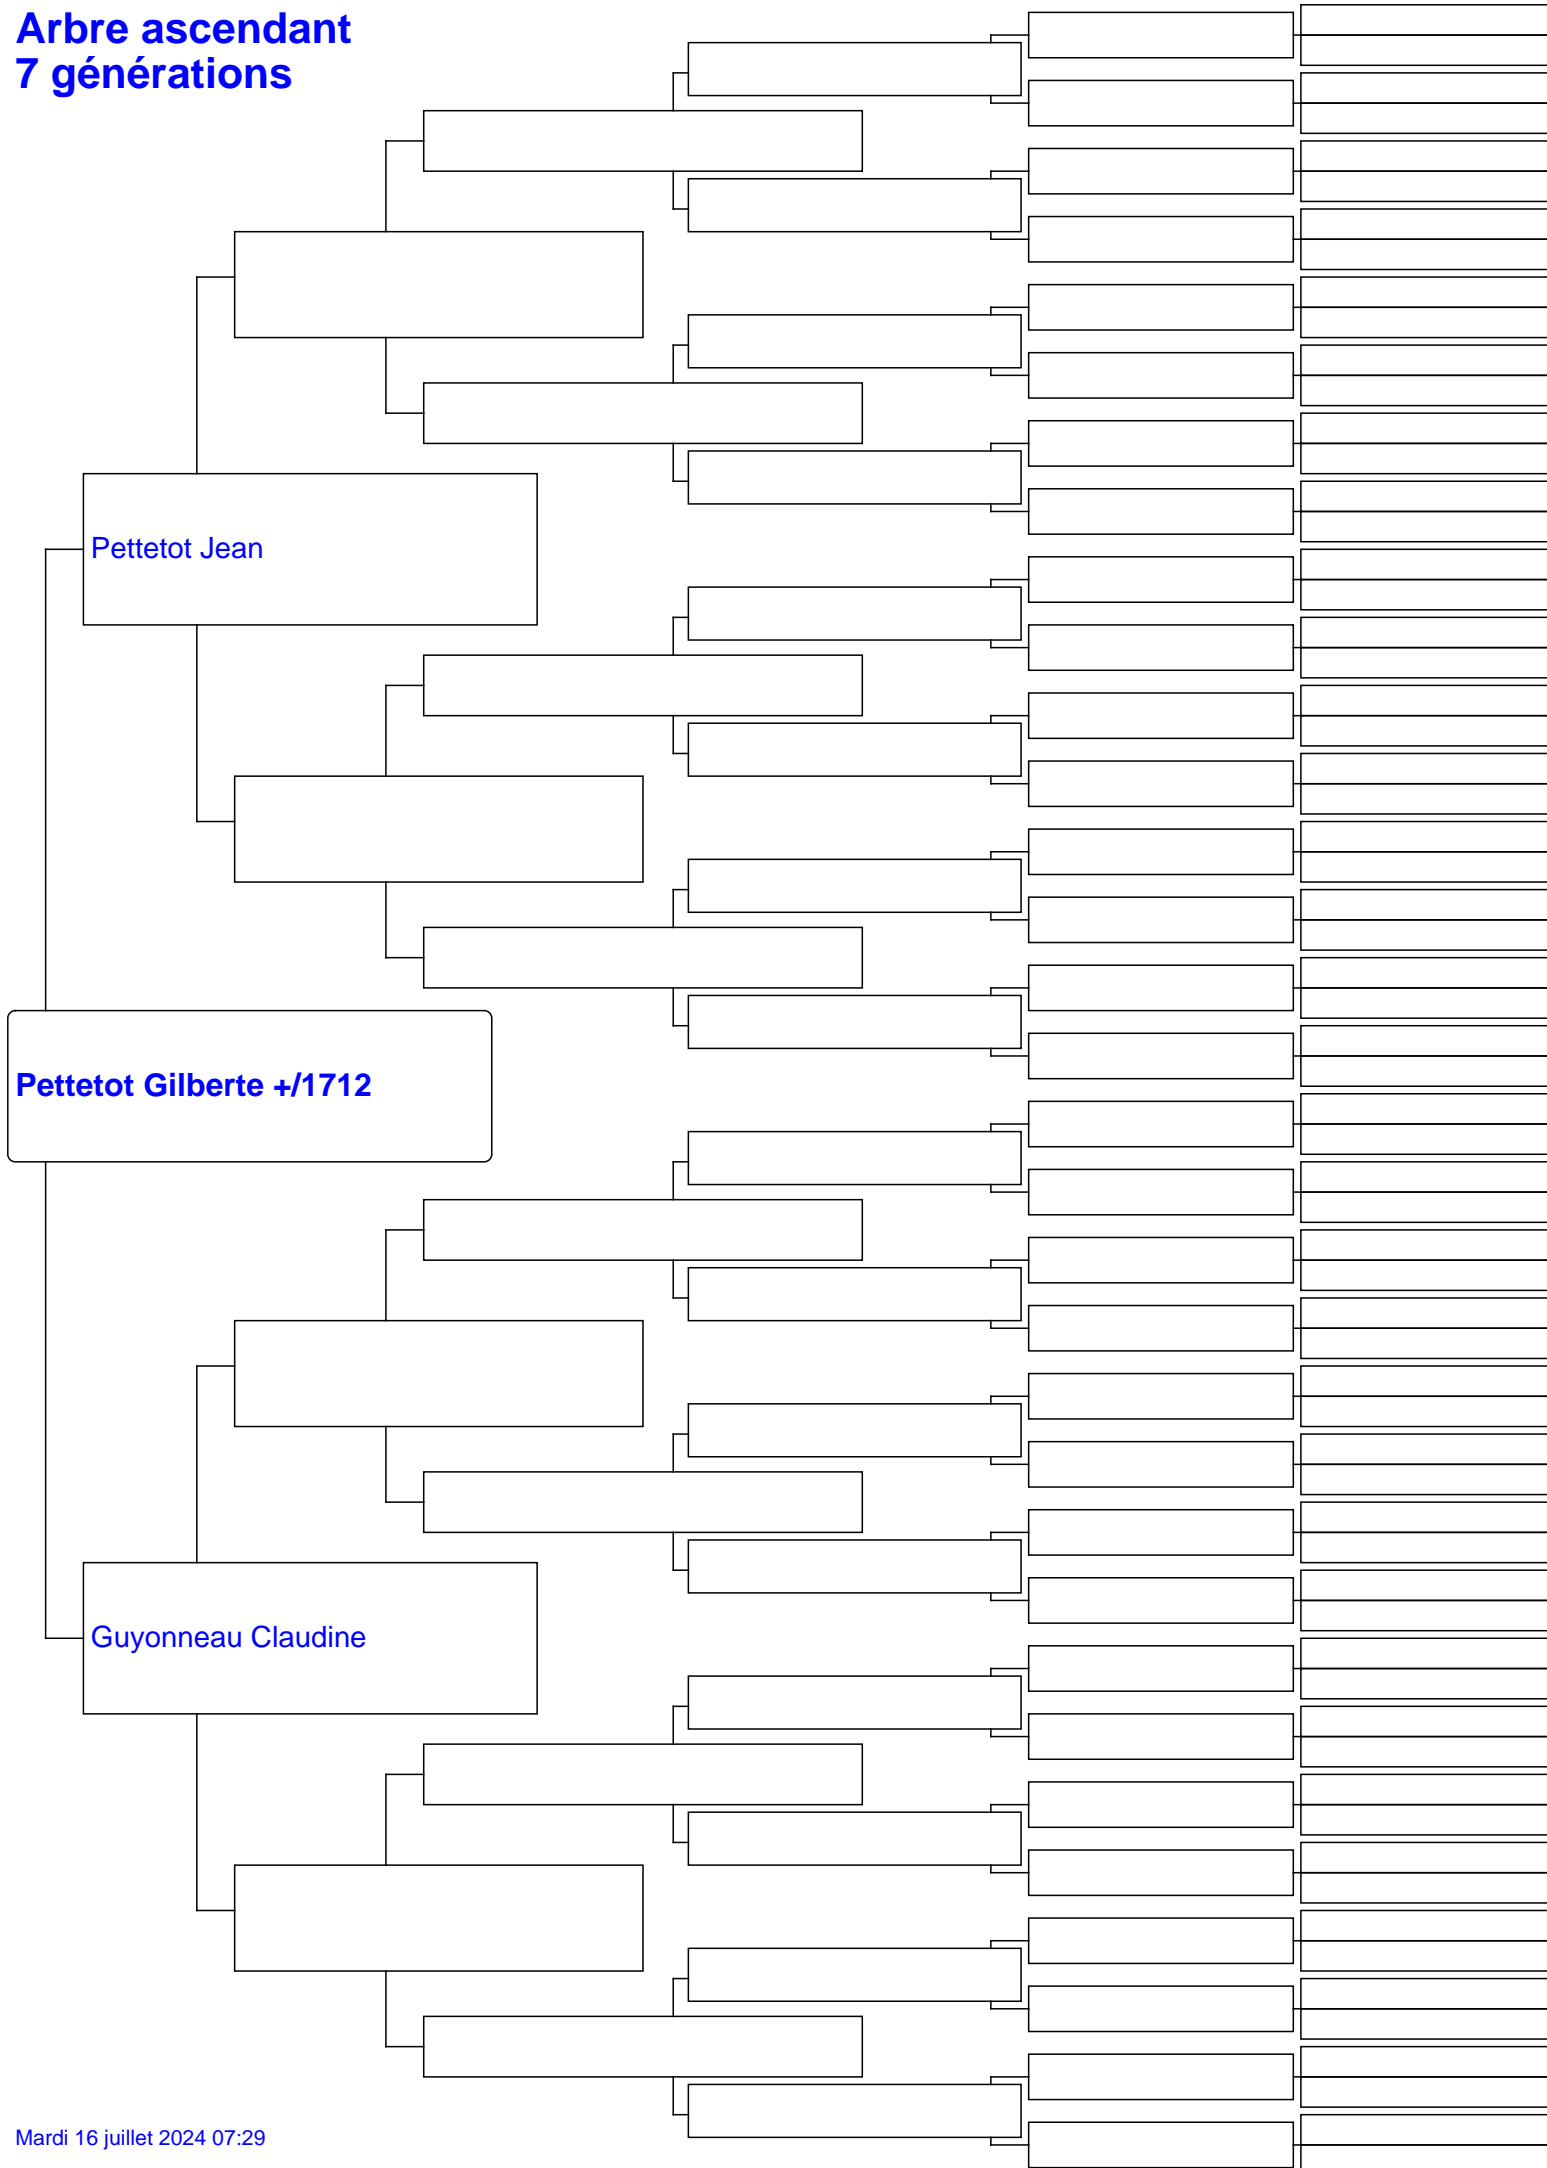 Arbre ascendant
7 générations
Pettetot Jean
Pettetot Gilberte +/1712
Guyonneau Claudine
Mardi 16 juillet 2024 07:29